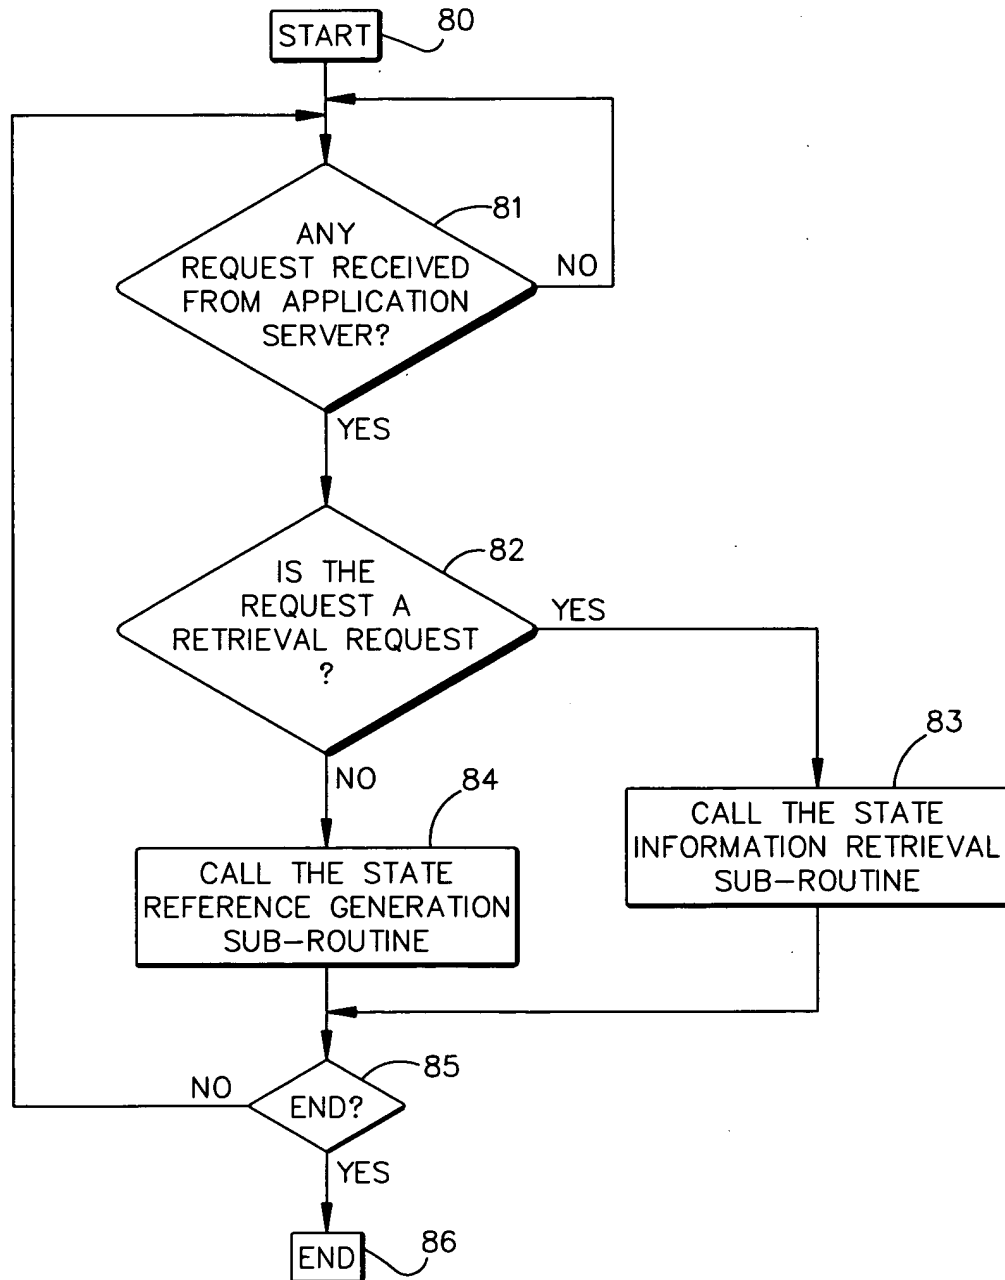 START
80
81
ANY
REQUEST RECEIVED
FROM APPLICATION
SERVER?
NO
YES
82
IS THE
REQUEST A
RETRIEVAL REQUEST
?
YES
NO
83
CALL THE STATE
INFORMATION RETRIEVAL
SUB-ROUTINE
84
CALL THE STATE
REFERENCE GENERATION
SUB-ROUTINE
85
NO
END?
YES
END
86